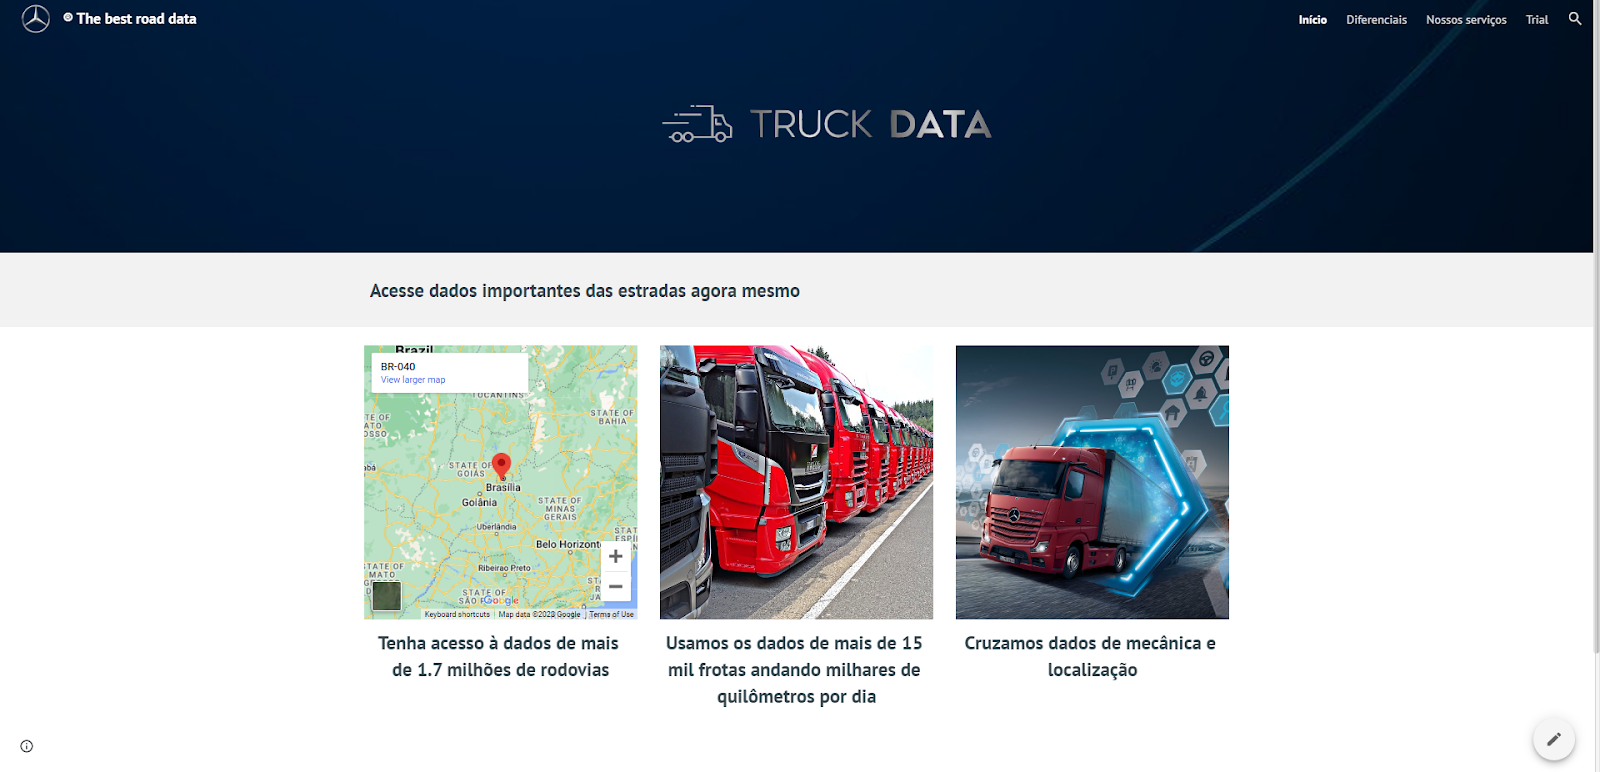 ® The best road data
Início Diferenciais Nossos serviços Trial
TRUCK DATA
Acesse dados importantes das estradas agora mesmo
Brazil
BR-040
View larger map
TOCANTINS
STATE OF
BAHIA
STATE OF
GOIÁS
Brasília
Goiânia
STATE OF
MINAS
GERAIS
Uberlândia
Belo Horizont
Ribeirao Preto
STATE OF
MATO
STATE OF
SÃO
Google
Keyboard shortcuts Map data ©2023 Google Terms of Use
Tenha acesso à dados de mais
de 1.7 milhões de rodovias
Usamos os dados de mais de 15
mil frotas andando milhares de
quilômetros por dia
Cruzamos dados de mecânica e
localização